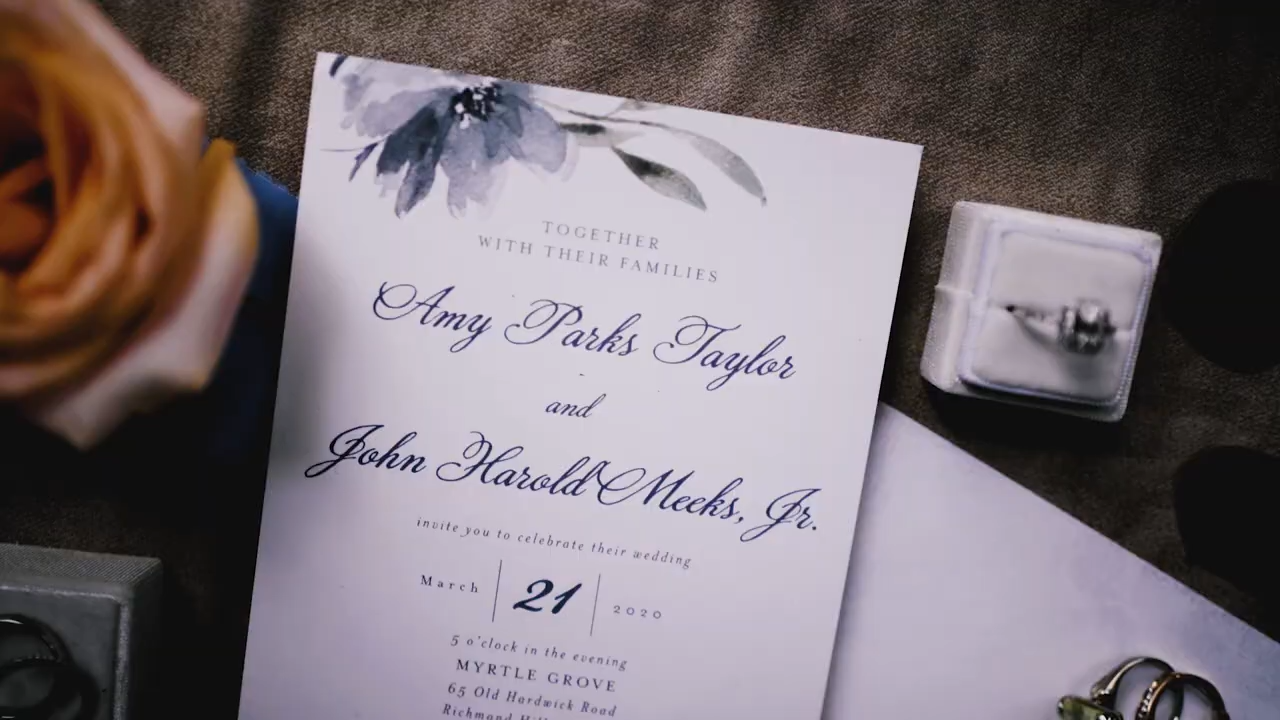 TOGETHER
WITH THEIR FAMILIES
Amy Parks Taylor
and
John Harold Meeks, Jr.
invite you to celebrate their wedding
March 21 2020
5 o'clock in the evening
MYRTLE GROVE
65 Old Hardwick Road
Richmand